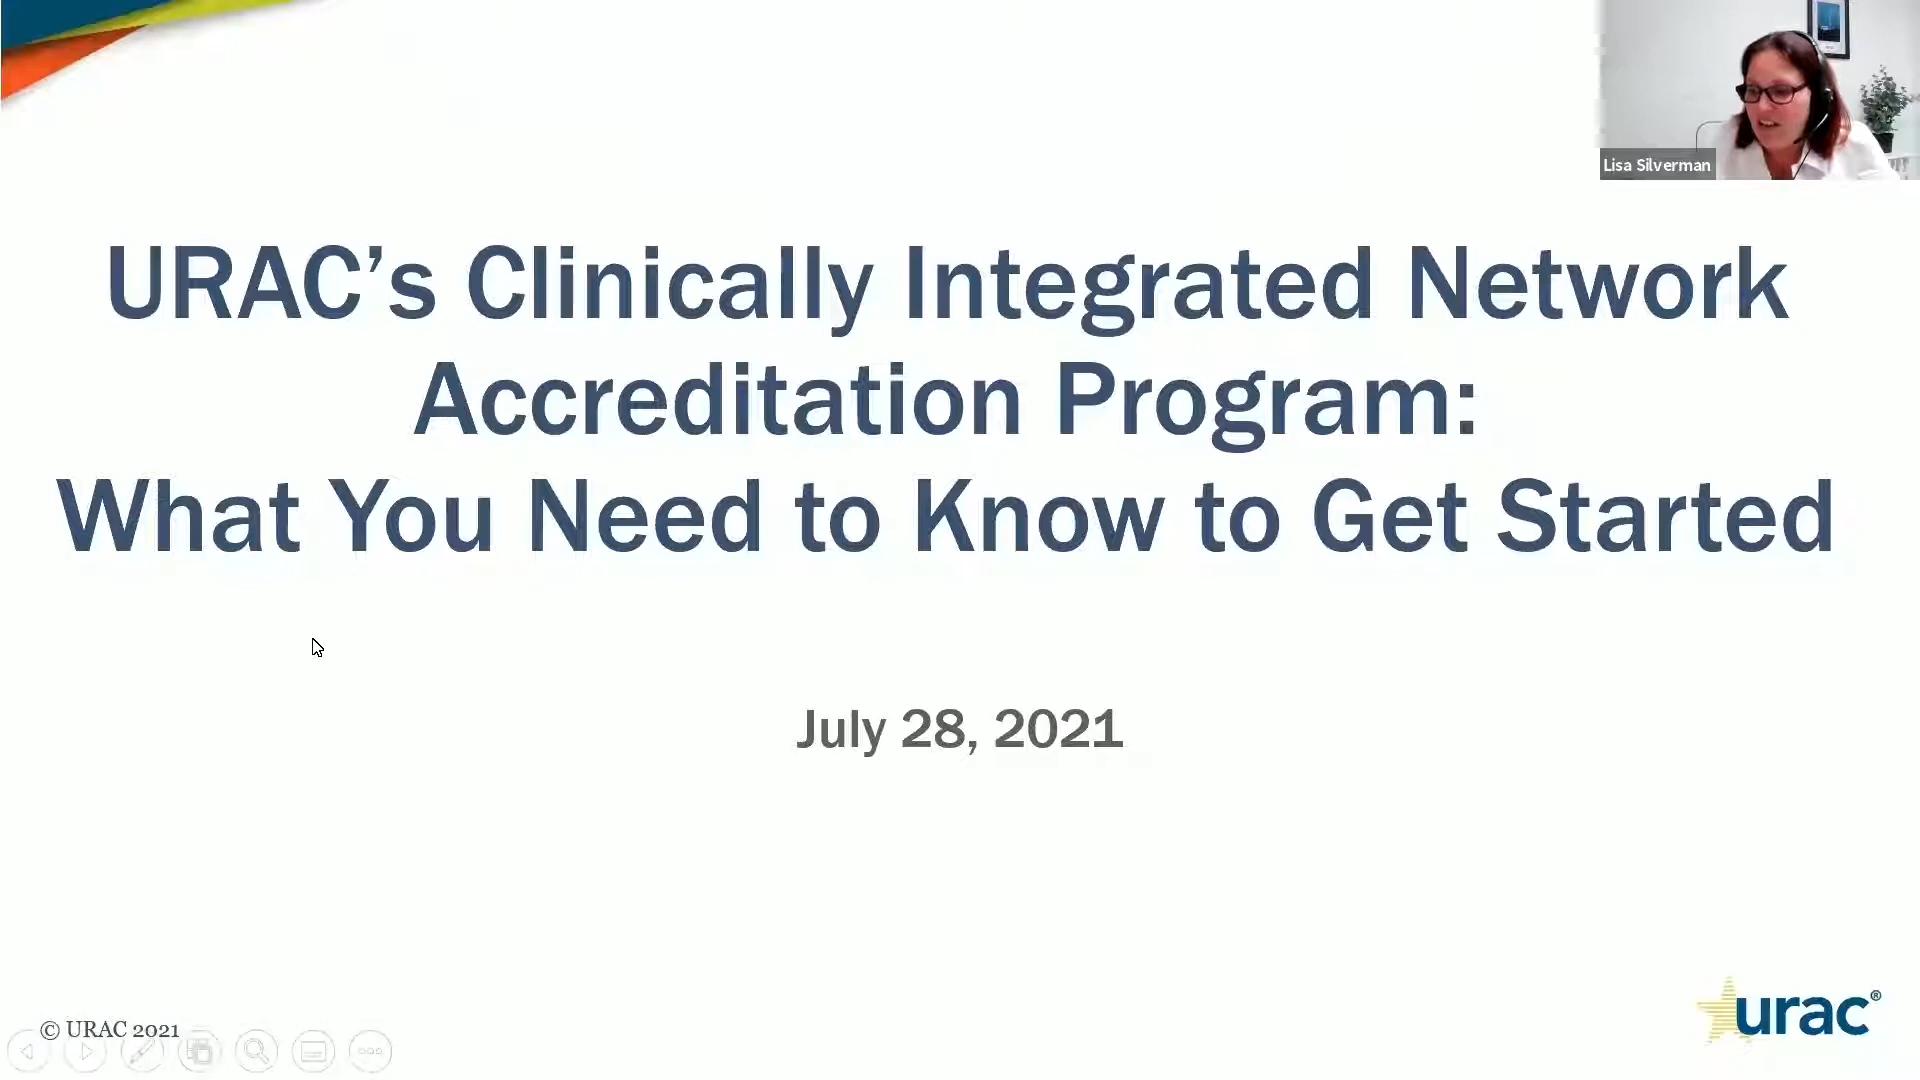 Lisa Silverman
URAC’s Clinically Integrated Network
Accreditation Program:
What You Need to Know to Get Started
July 28, 2021
© URAC 2021
urac®